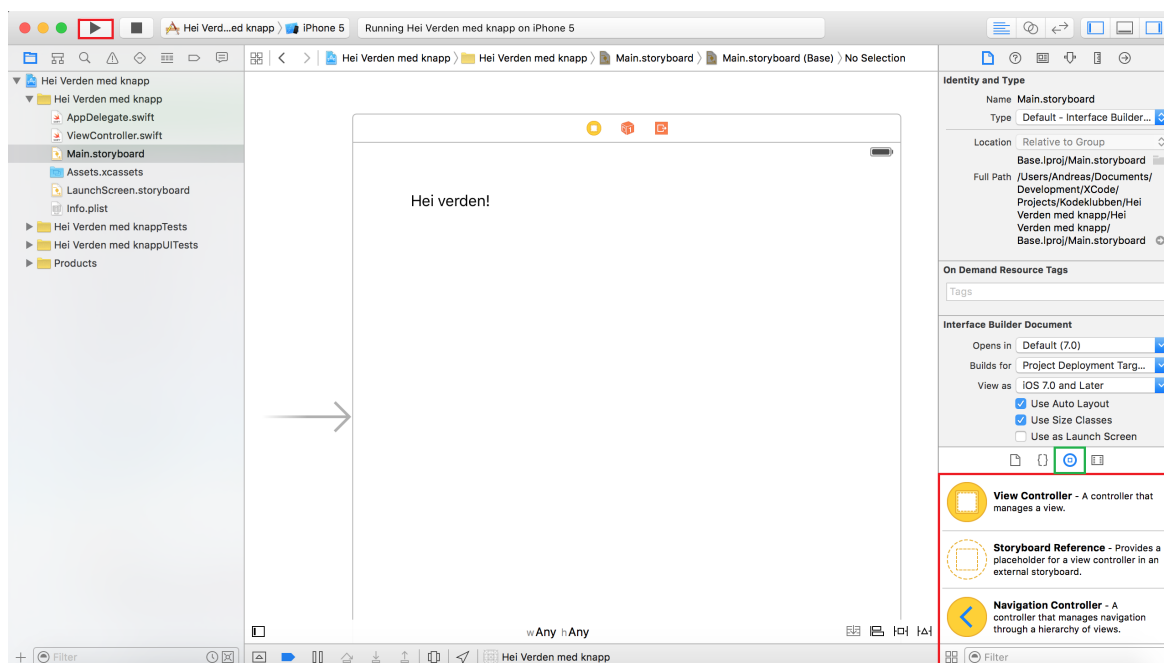 Hei Verd...ed knapp
iPhone 5
Running Hei Verden med knapp on iPhone 5
Hei Verden med knapp
Hei Verden med knapp
AppDelegate.swift
ViewController.swift
Main.storyboard
Assets.xcassets
LaunchScreen.storyboard
Info.plist
Hei Verden med knappTests
Hei Verden med knappUITests
Products
Filter
Hei Verden med knapp
Hei Verden med knapp
Main.storyboard
Main.storyboard (Base)
No Selection
Hei verden!
wAny hAny
Hei Verden med knapp
Identity and Type
Name Main.storyboard
Type Default - Interface Builder...
Location Relative to Group
Base.lproj/Main.storyboard
Full Path /Users/Andreas/Documents/
Development/XCode/
Projects/Kodeklubben/Hei
Verden med knapp/Hei
Verden med knapp/
Base.lproj/Main.storyboard
On Demand Resource Tags
Tags
Interface Builder Document
Opens in Default (7.0)
Builds for Project Deployment Targ...
View as iOS 7.0 and Later
Use Auto Layout
Use Size Classes
Use as Launch Screen
{}
View Controller - A controller that
manages a view.
Storyboard Reference - Provides a
placeholder for a view controller in an
external storyboard.
Navigation Controller - A
controller that manages navigation
through a hierarchy of views.
Filter